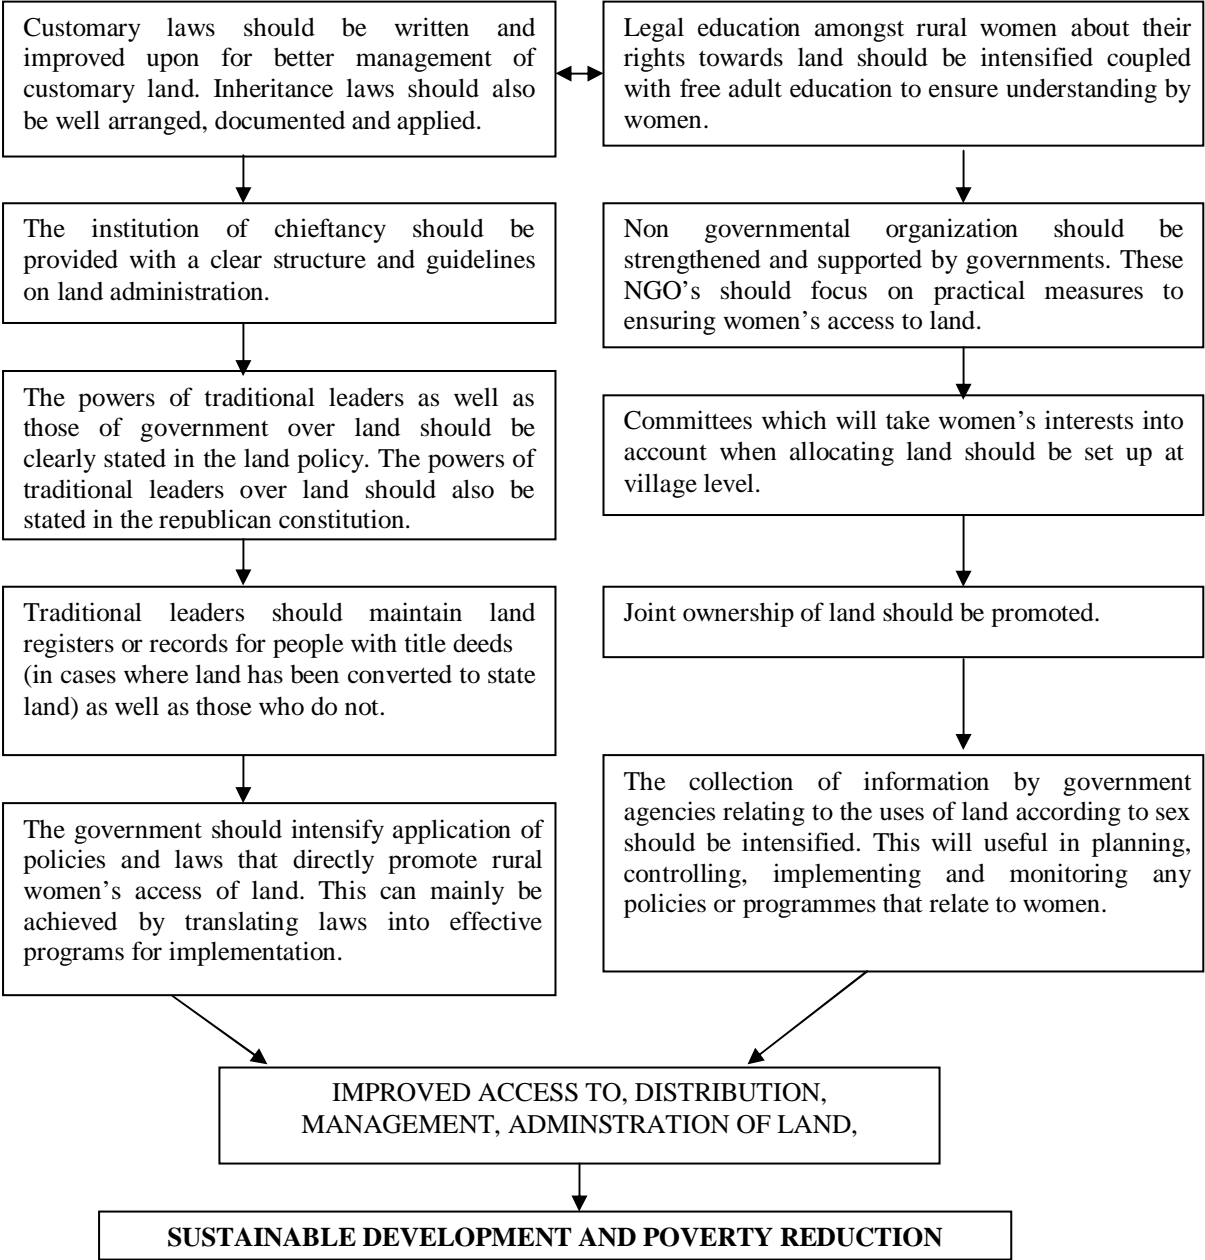 Customary laws should be written and
improved upon for better management of
customary land. Inheritance laws should also
be well arranged, documented and applied.
The institution of chieftancy should be
provided with a clear structure and guidelines
on land administration.
The powers of traditional leaders as well as
those of government over land should be
clearly stated in the land policy. The powers of
traditional leaders over land should also be
stated in the republican constitution.
Traditional leaders should maintain land
registers or records for people with title deeds
(in cases where land has been converted to state
land) as well as those who do not.
The government should intensify application of
policies and laws that directly promote rural
women’s access of land. This can mainly be
achieved by translating laws into effective
programs for implementation.
Legal education amongst rural women about their
rights towards land should be intensified coupled
with free adult education to ensure understanding by
women.
Non governmental organization should be
strengthened and supported by governments. These
NGO’s should focus on practical measures to
ensuring women’s access to land.
Committees which will take women’s interests into
account when allocating land should be set up at
village level.
Joint ownership of land should be promoted.
The collection of information by government
agencies relating to the uses of land according to sex
should be intensified. This will useful in planning,
controlling, implementing and monitoring any
policies or programmes that relate to women.
IMPROVED ACCESS TO, DISTRIBUTION,
MANAGEMENT, ADMINSTRATION OF LAND,
SUSTAINABLE DEVELOPMENT AND POVERTY REDUCTION